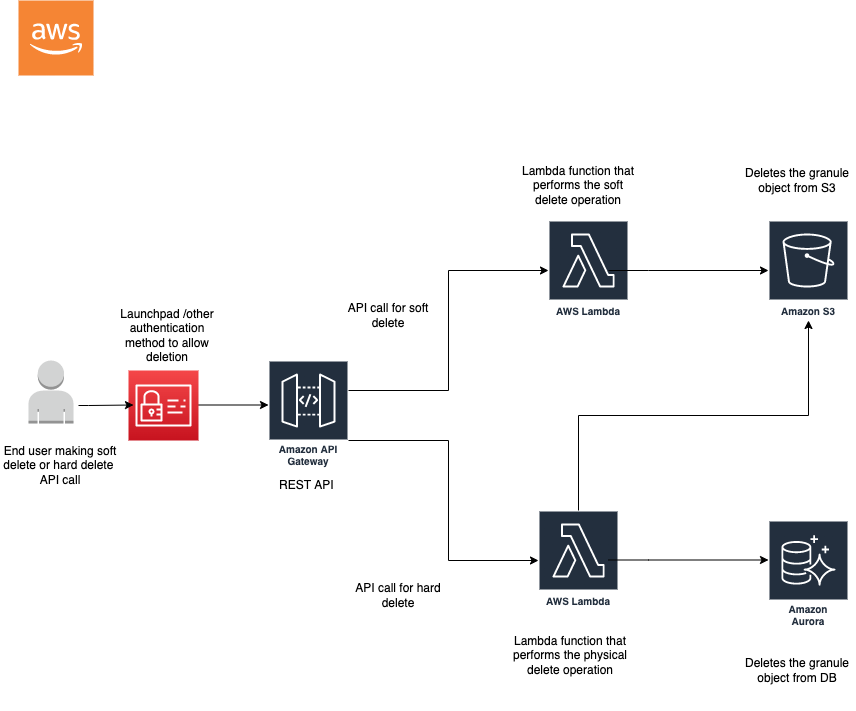 aws
Lambda function that
performs the soft
delete operation
Deletes the granule
object from S3
AWS Lambda
Amazon S3
API call for soft
delete
Launchpad /other
authentication
method to allow
deletion
End user making soft
delete or hard delete
API call
</>
Amazon API
Gateway
REST API
API call for hard
delete
AWS Lambda
Lambda function that
performs the physical
delete operation
Amazon
Aurora
Deletes the granule
object from DB